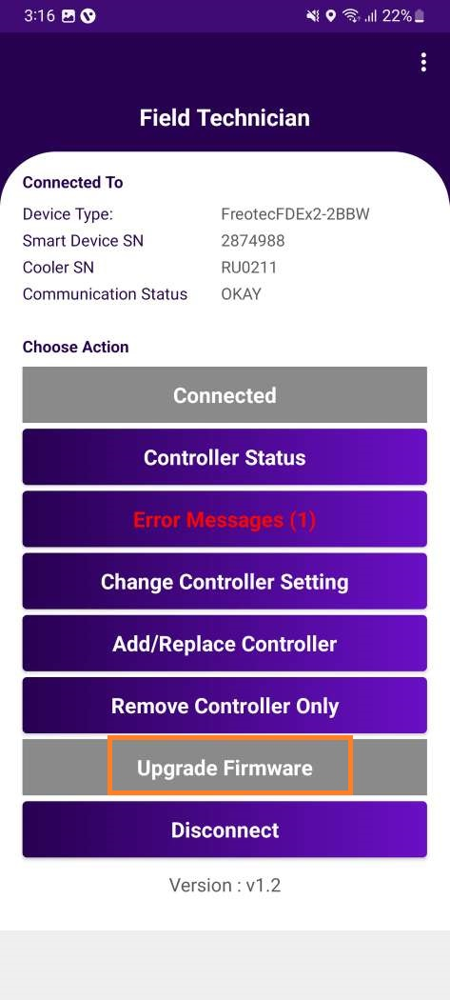 3:16 22%
Field Technician
Connected To
Device Type: FreotecFDEx2-2BBW
Smart Device SN 2874988
Cooler SN RU0211
Communication Status OKAY
Choose Action
Connected
Controller Status
Error Messages (1)
Change Controller Setting
Add/Replace Controller
Remove Controller Only
Upgrade Firmware
Disconnect
Version : v1.2